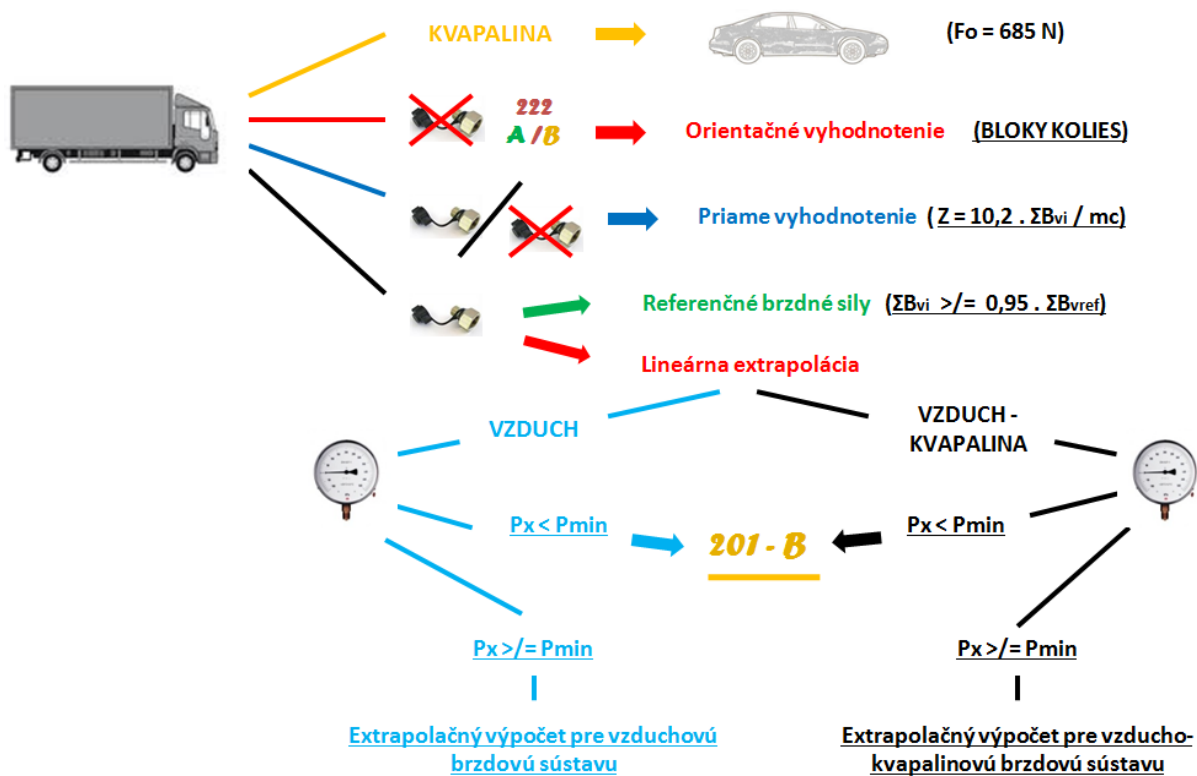 KVAPALINA
(Fo = 685 N)
222
A / B
Orientačné vyhodnotenie (BLOKY KOLIES)
Priame vyhodnotenie ( Z = 10,2 . ΣBvi / mc)
Referenčné brzdné sily (ΣBvi >/= 0,95 . ΣBvref)
Lineárna extrapolácia
VZDUCH
VZDUCH -
KVAPALINA
Px < Pmin
201 - B
Px < Pmin
Px >/= Pmin
Px >/= Pmin
Extrapolačný výpočet pre vzduchovú
brzdovú sústavu
Extrapolačný výpočet pre vzducho-
kvapalinovú brzdovú sústavu